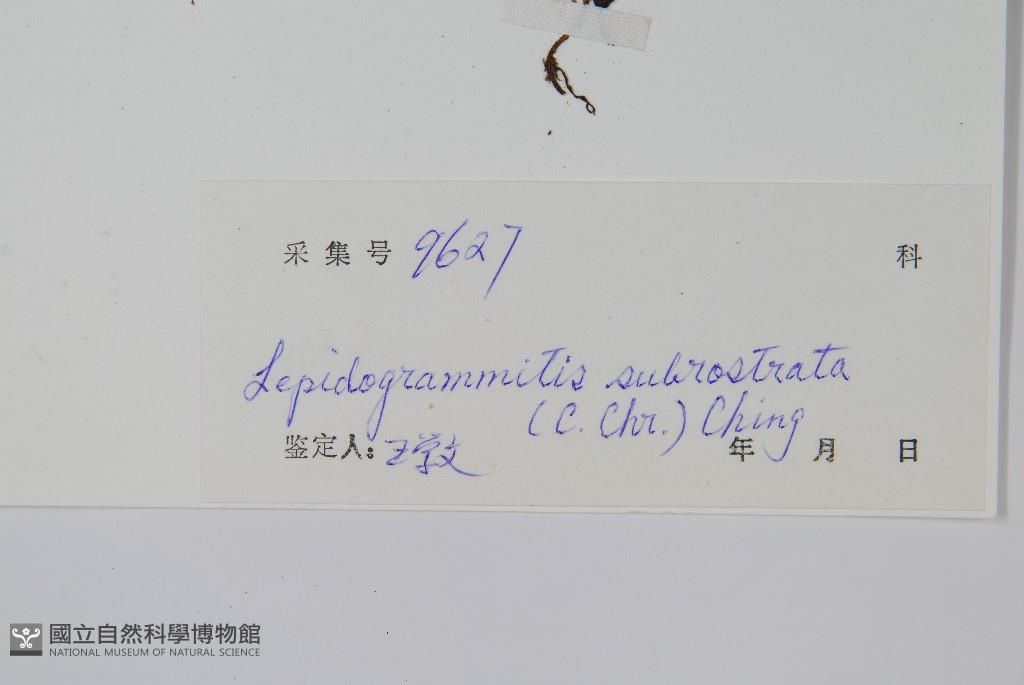 采集号 9627 科
Lepidogrammitis subrostrata
(C. Chr.) Ching
鉴定人:王学文 年 月 日
國立自然科學博物館
NATIONAL MUSEUM OF NATURAL SCIENCE